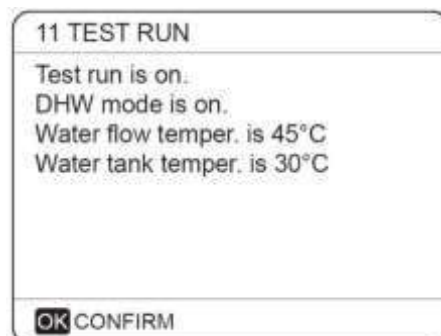 11 TEST RUN
Test run is on.
DHW mode is on.
Water flow temper. is 45°C
Water tank temper. is 30°C
OK CONFIRM